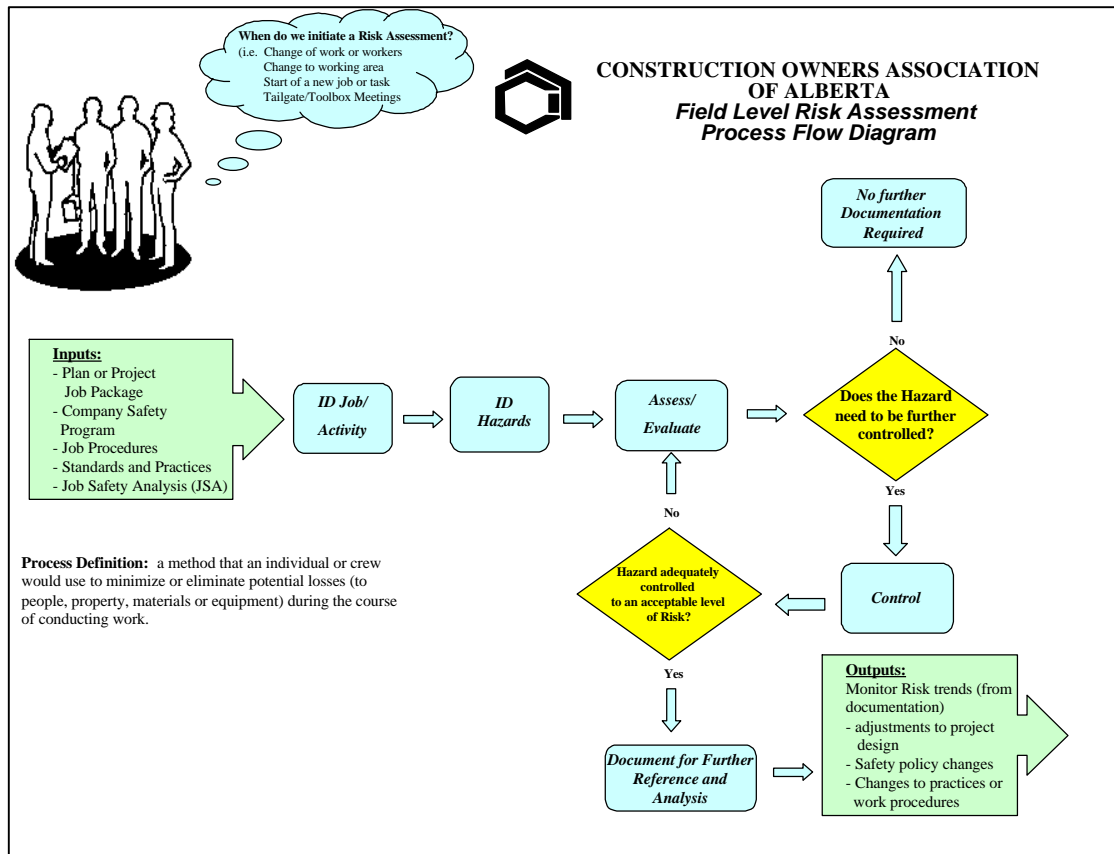 When do we initiate a Risk Assessment?
(i.e. Change of work or workers
Change to working area
Start of a new job or task
Tailgate/Toolbox Meetings
CONSTRUCTION OWNERS ASSOCIATION
OF ALBERTA
Field Level Risk Assessment
Process Flow Diagram
No further
Documentation
Required
No
Inputs:
- Plan or Project
Job Package
- Company Safety
Program
- Job Procedures
- Standards and Practices
- Job Safety Analysis (JSA)
ID Job/
Activity
ID
Hazards
Assess/
Evaluate
Does the Hazard
need to be further
controlled?
Yes
No
Process Definition: a method that an individual or crew
would use to minimize or eliminate potential losses (to
people, property, materials or equipment) during the course
of conducting work.
Hazard adequately
controlled
to an acceptable level
of Risk?
Control
Yes
Document for Further
Reference and
Analysis
Outputs:
Monitor Risk trends (from
documentation)
- adjustments to project
design
- Safety policy changes
- Changes to practices or
work procedures